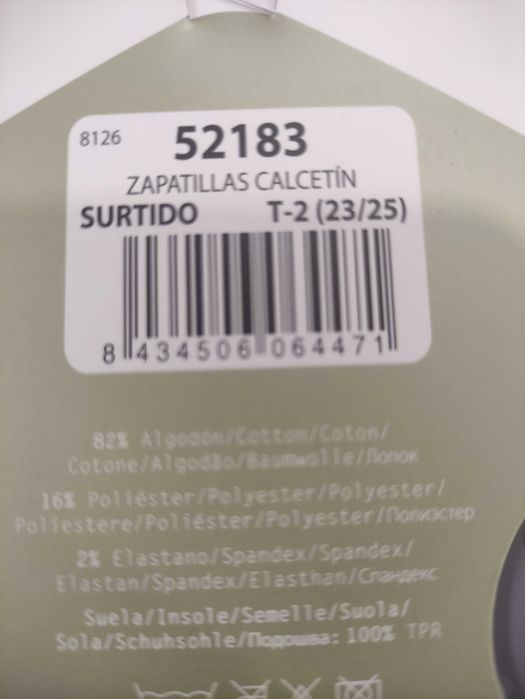 8126 52183
ZAPATILLAS CALCETÍN
SURTIDO T-2 (23/25)
8 434506 064471
82% Algodón/Cotton/Coton/
Cotone/Algodão/Baumwolle/Лопок
16% Poliéster/Polyester/Polyester/
Poliestere/Poliéster/Polyester/Полиэстер
2% Elastano/Spandex/Spandex/
Elastan/Spandex/Elasthan/Спандекс
Suela/Insole/Semelle/Suola/
Sola/Schuhsohle/Подошва: 100% TPR